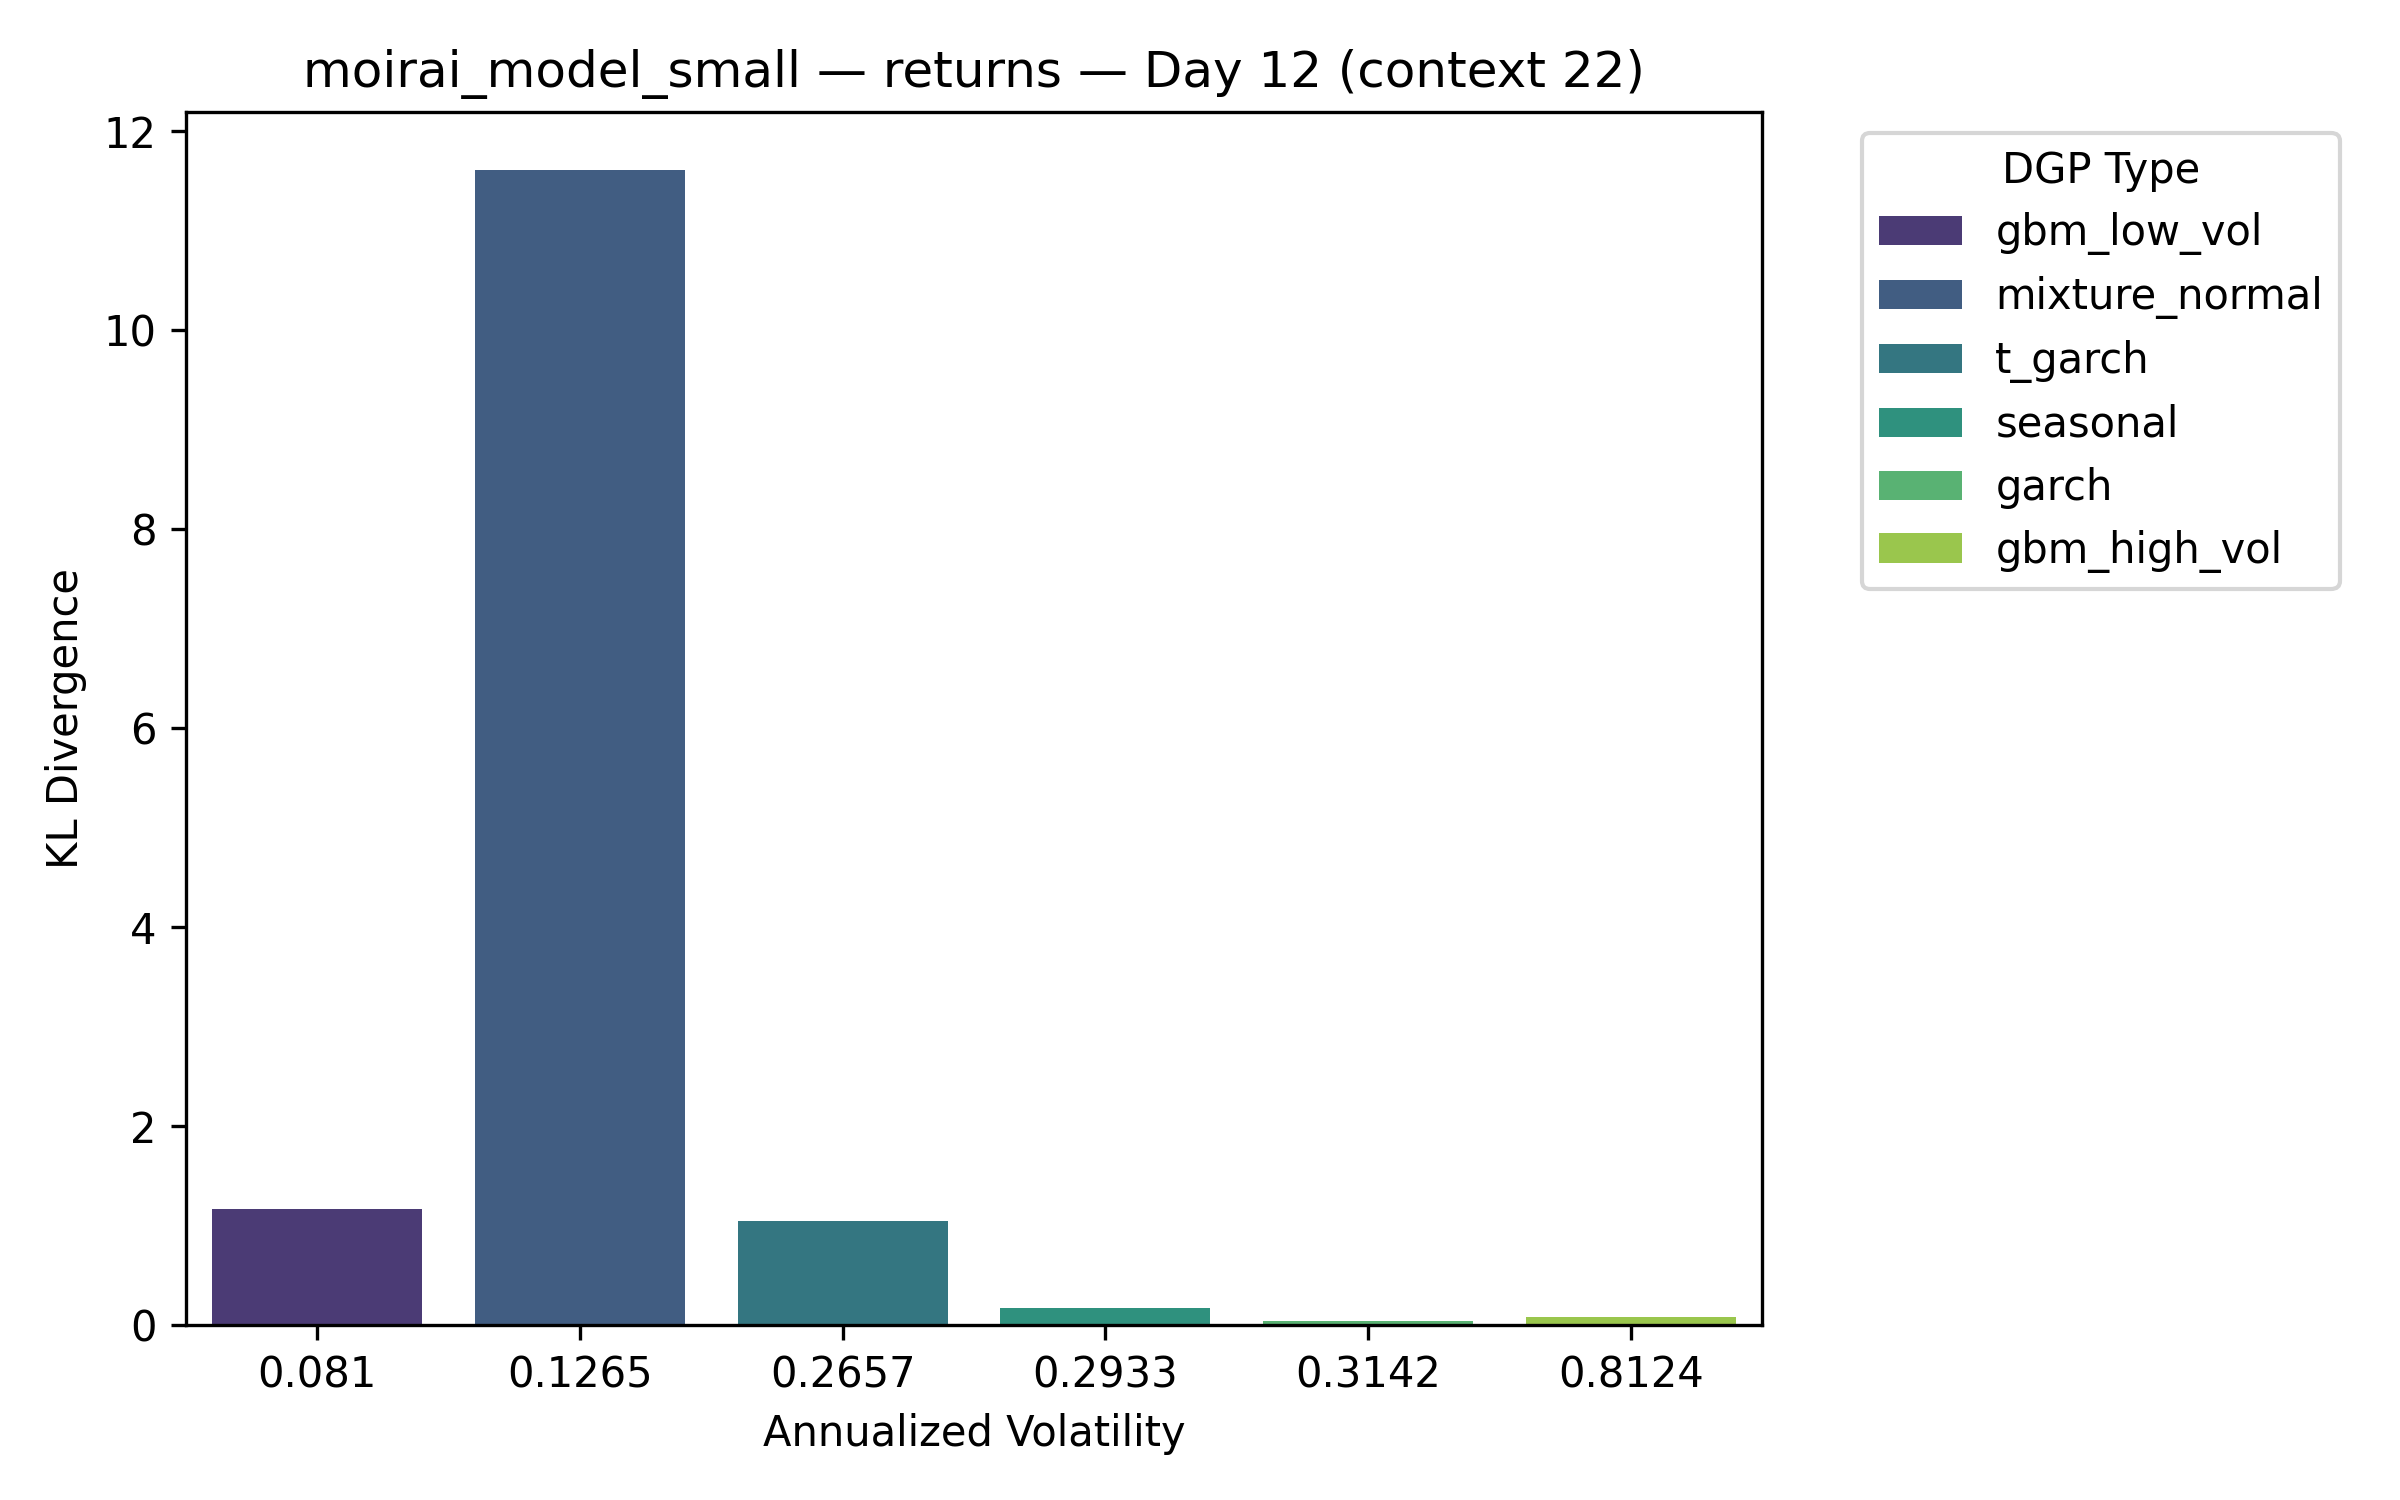 moirai_model_small — returns — Day 12 (context 22)
12
10
8
6
4
2
0
KL Divergence
0.081 0.1265 0.2657 0.2933 0.3142 0.8124
Annualized Volatility
DGP Type
gbm_low_vol
mixture_normal
t_garch
seasonal
garch
gbm_high_vol